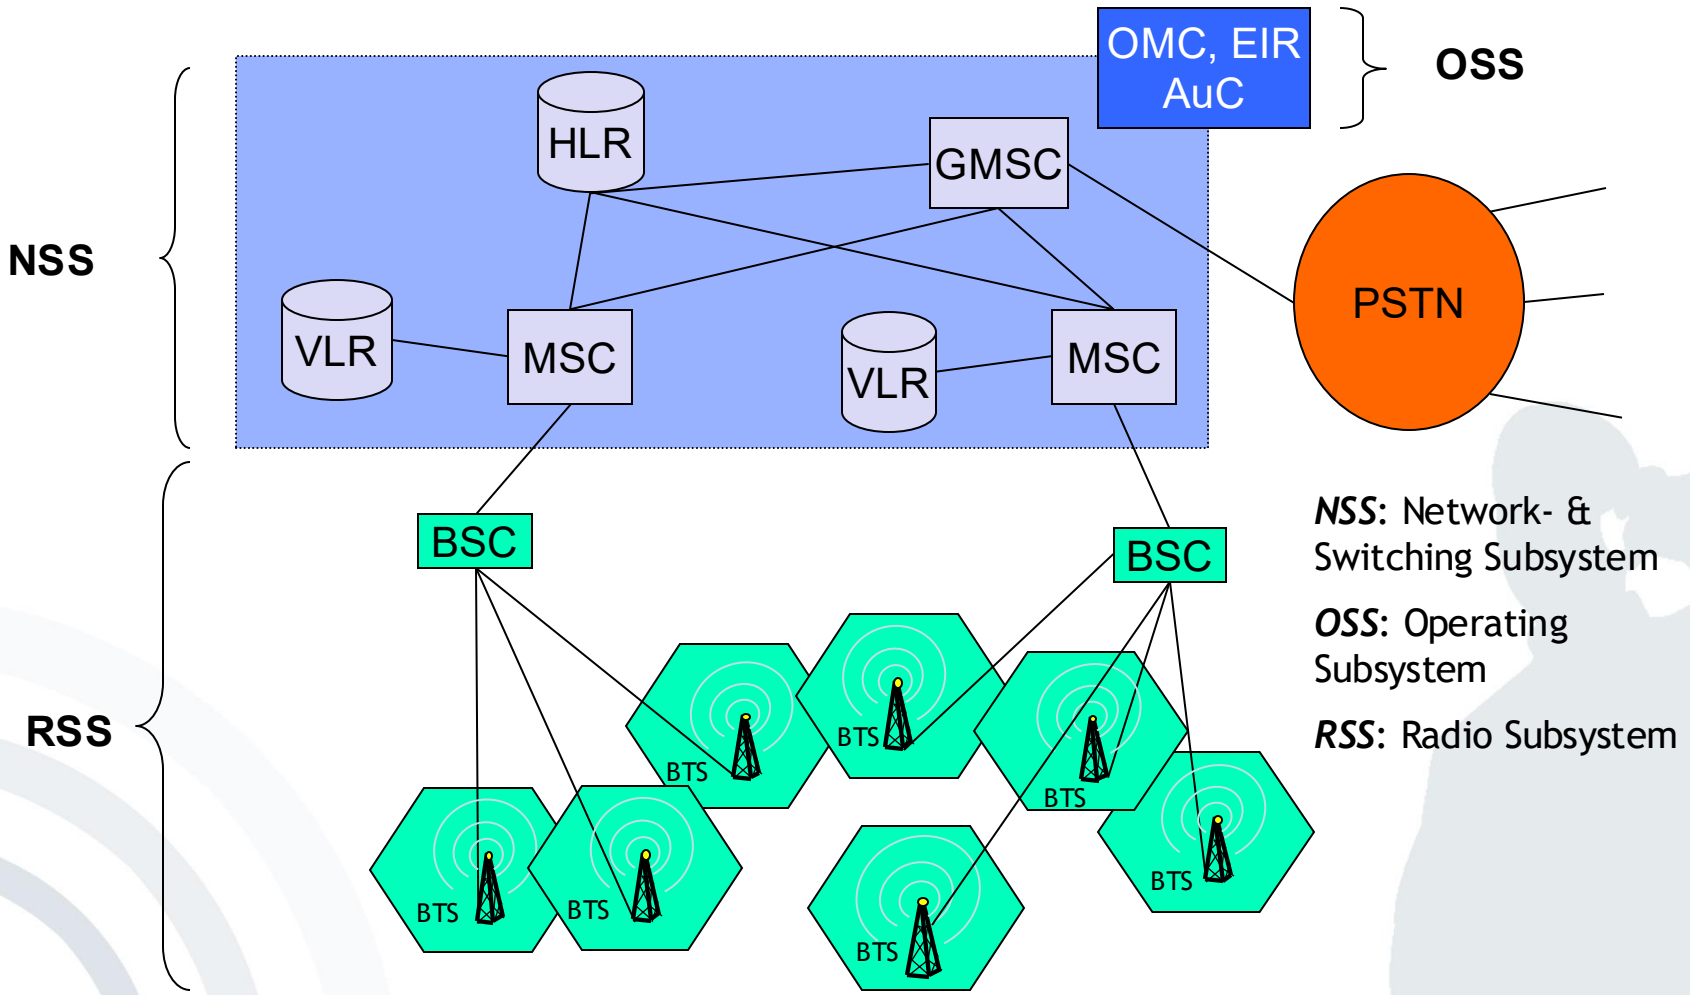 OMC, EIR
AuC
OSS
HLR
GMSC
NSS
PSTN
VLR
MSC
VLR
MSC
BSC
BSC
NSS: Network- &
Switching Subsystem
OSS: Operating
Subsystem
RSS: Radio Subsystem
RSS
BTS
BTS
BTS
BTS
BTS
BTS
BTS